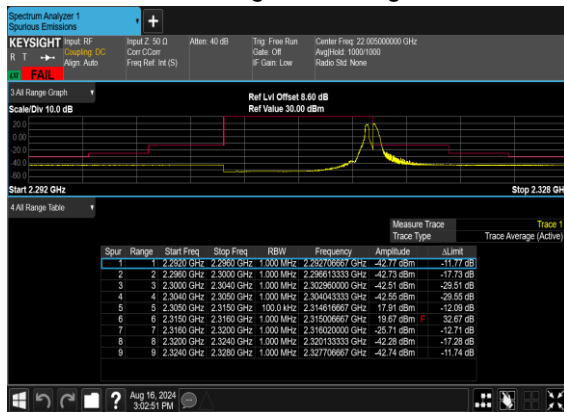 Spectrum Analyzer 1
Spurious Emissions
KEYSIGHT Input: RF Input Z: 50 Ω Atten: 40 dB Trig: Free Run Center Freq: 22.005000000 GHz
R T Coupling: DC Corr CCorr Gate: Off Avg|Hold: 1000/1000
Align: Auto Freq Ref: Int (S) IF Gain: Low Radio Std: None
FAIL
3 All Range Graph
Scale/Div 10.0 dB
Ref Lvl Offset 8.60 dB
Ref Value 30.00 dBm
20.0
0.00
-20.0
-40.0
-60.0
Start 2.292 GHz Stop 2.328 GH
4 All Range Table
Measure Trace Trace 1
Trace Type Trace Average (Active)
Spur Range Start Freq Stop Freq RBW Frequency Amplitude ΔLimit
1 1 2.2920 GHz 2.2960 GHz 1.000 MHz 2.292706667 GHz -42.77 dBm -11.77 dB
2 2 2.2960 GHz 2.3000 GHz 1.000 MHz 2.296613333 GHz -42.73 dBm -17.73 dB
3 3 2.3000 GHz 2.3040 GHz 1.000 MHz 2.302960000 GHz -42.51 dBm -29.51 dB
4 4 2.3040 GHz 2.3050 GHz 1.000 MHz 2.304043333 GHz -42.55 dBm -29.55 dB
5 5 2.3050 GHz 2.3150 GHz 100.0 kHz 2.314616667 GHz 17.91 dBm -12.09 dB
6 6 2.3150 GHz 2.3160 GHz 1.000 MHz 2.315006667 GHz 19.67 dBm F 32.67 dB
7 7 2.3160 GHz 2.3200 GHz 1.000 MHz 2.316020000 GHz -25.71 dBm -12.71 dB
8 8 2.3200 GHz 2.3240 GHz 1.000 MHz 2.320133333 GHz -42.28 dBm -17.28 dB
9 9 2.3240 GHz 2.3280 GHz 1.000 MHz 2.327706667 GHz -42.74 dBm -11.74 dB
? Aug 16, 2024
3:02:51 PM